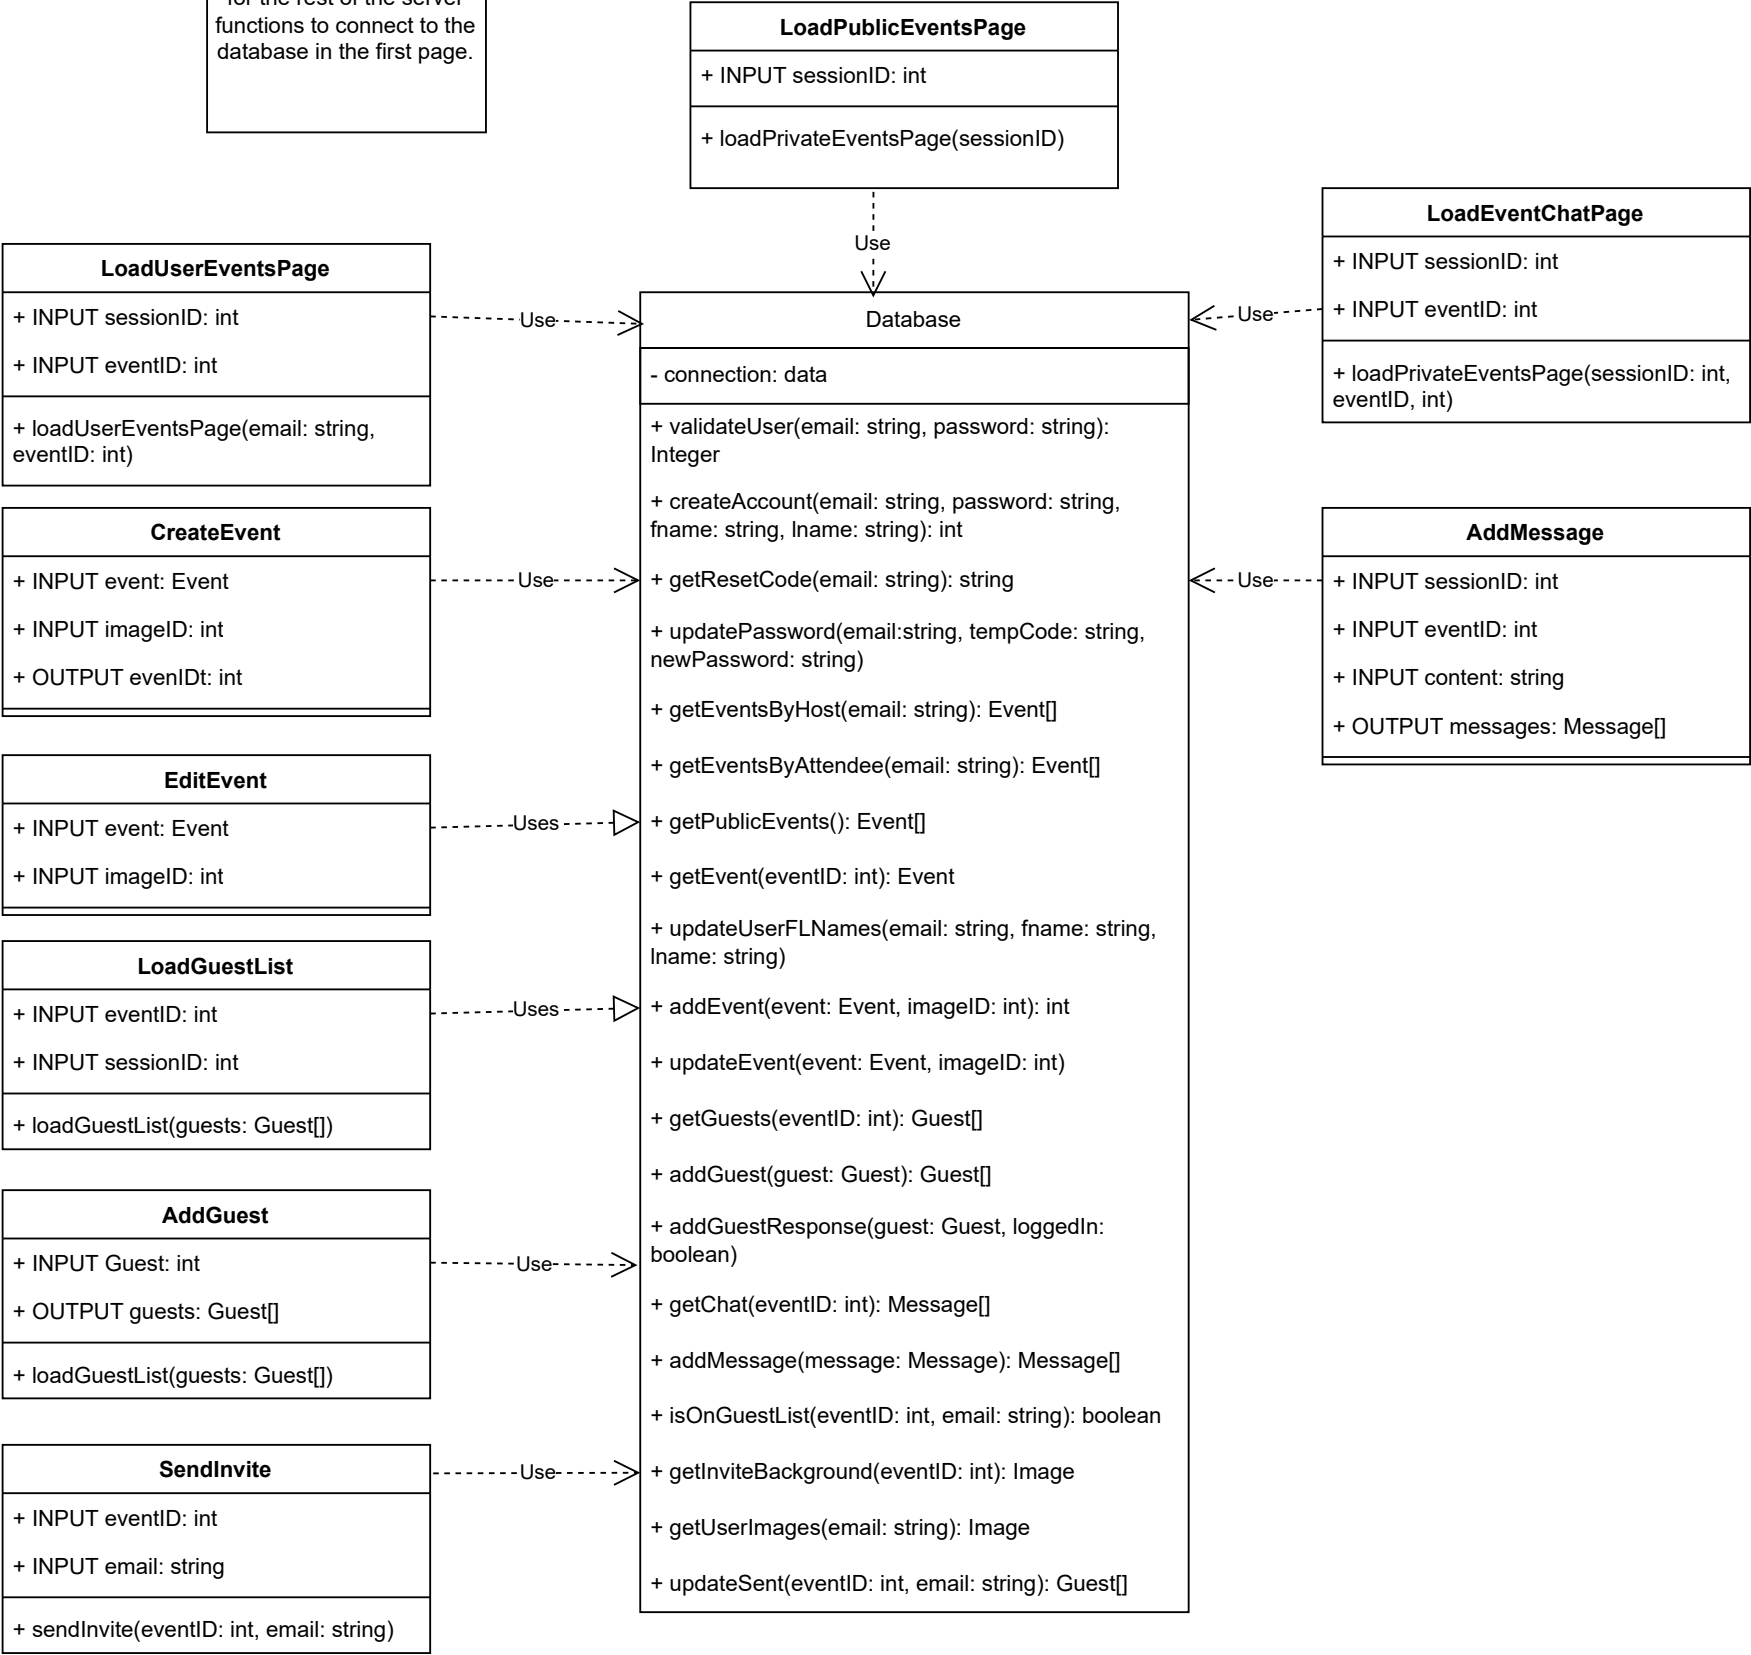 for the rest of the server
functions to connect to the
database in the first page.
LoadPublicEventsPage
+ INPUT sessionID: int
+ loadPrivateEventsPage(sessionID)
Use
LoadEventChatPage
+ INPUT sessionID: int
+ INPUT eventID: int
+ loadPrivateEventsPage(sessionID: int,
eventID, int)
Use
LoadUserEventsPage
+ INPUT sessionID: int
+ INPUT eventID: int
+ loadUserEventsPage(email: string,
eventID: int)
Use
CreateEvent
+ INPUT event: Event
+ INPUT imageID: int
+ OUTPUT evenIDt: int
Use
EditEvent
+ INPUT event: Event
+ INPUT imageID: int
Uses
LoadGuestList
+ INPUT eventID: int
+ INPUT sessionID: int
+ loadGuestList(guests: Guest[])
Uses
AddGuest
+ INPUT Guest: int
+ OUTPUT guests: Guest[]
+ loadGuestList(guests: Guest[])
Use
SendInvite
+ INPUT eventID: int
+ INPUT email: string
+ sendInvite(eventID: int, email: string)
Use
Database
- connection: data
+ validateUser(email: string, password: string):
Integer
+ createAccount(email: string, password: string,
fname: string, lname: string): int
+ getResetCode(email: string): string
+ updatePassword(email:string, tempCode: string,
newPassword: string)
+ getEventsByHost(email: string): Event[]
+ getEventsByAttendee(email: string): Event[]
+ getPublicEvents(): Event[]
+ getEvent(eventID: int): Event
+ updateUserFLNames(email: string, fname: string,
lname: string)
+ addEvent(event: Event, imageID: int): int
+ updateEvent(event: Event, imageID: int)
+ getGuests(eventID: int): Guest[]
+ addGuest(guest: Guest): Guest[]
+ addGuestResponse(guest: Guest, loggedIn:
boolean)
+ getChat(eventID: int): Message[]
+ addMessage(message: Message): Message[]
+ isOnGuestList(eventID: int, email: string): boolean
+ getInviteBackground(eventID: int): Image
+ getUserImages(email: string): Image
+ updateSent(eventID: int, email: string): Guest[]
Use
AddMessage
+ INPUT sessionID: int
+ INPUT eventID: int
+ INPUT content: string
+ OUTPUT messages: Message[]